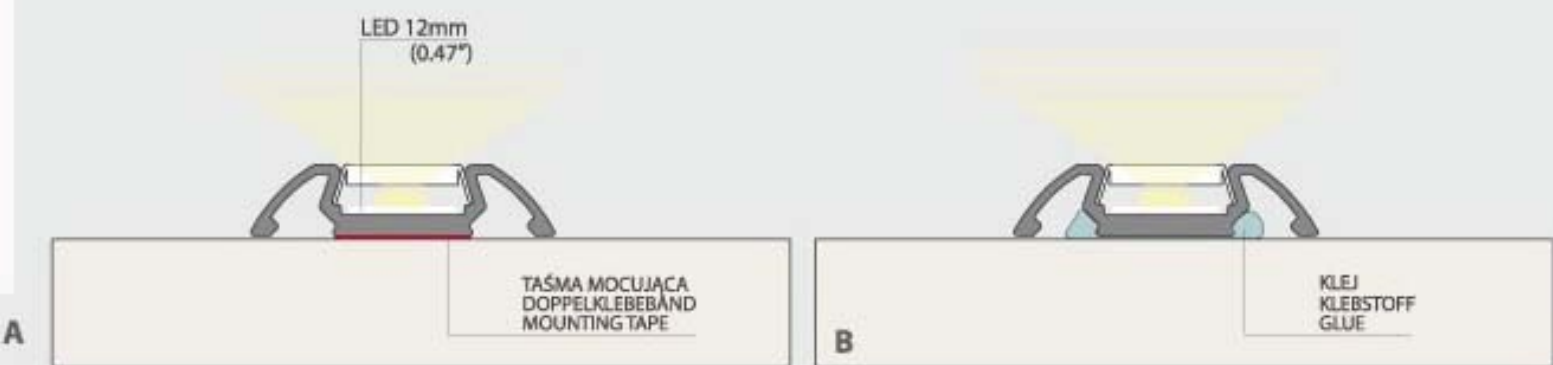 LED 12mm
(0.47")
TAŚMA MOCUJĄCA
DOPPELKLEBEBAND
MOUNTING TAPE
A
KLEJ
KLEBSTOFF
GLUE
B